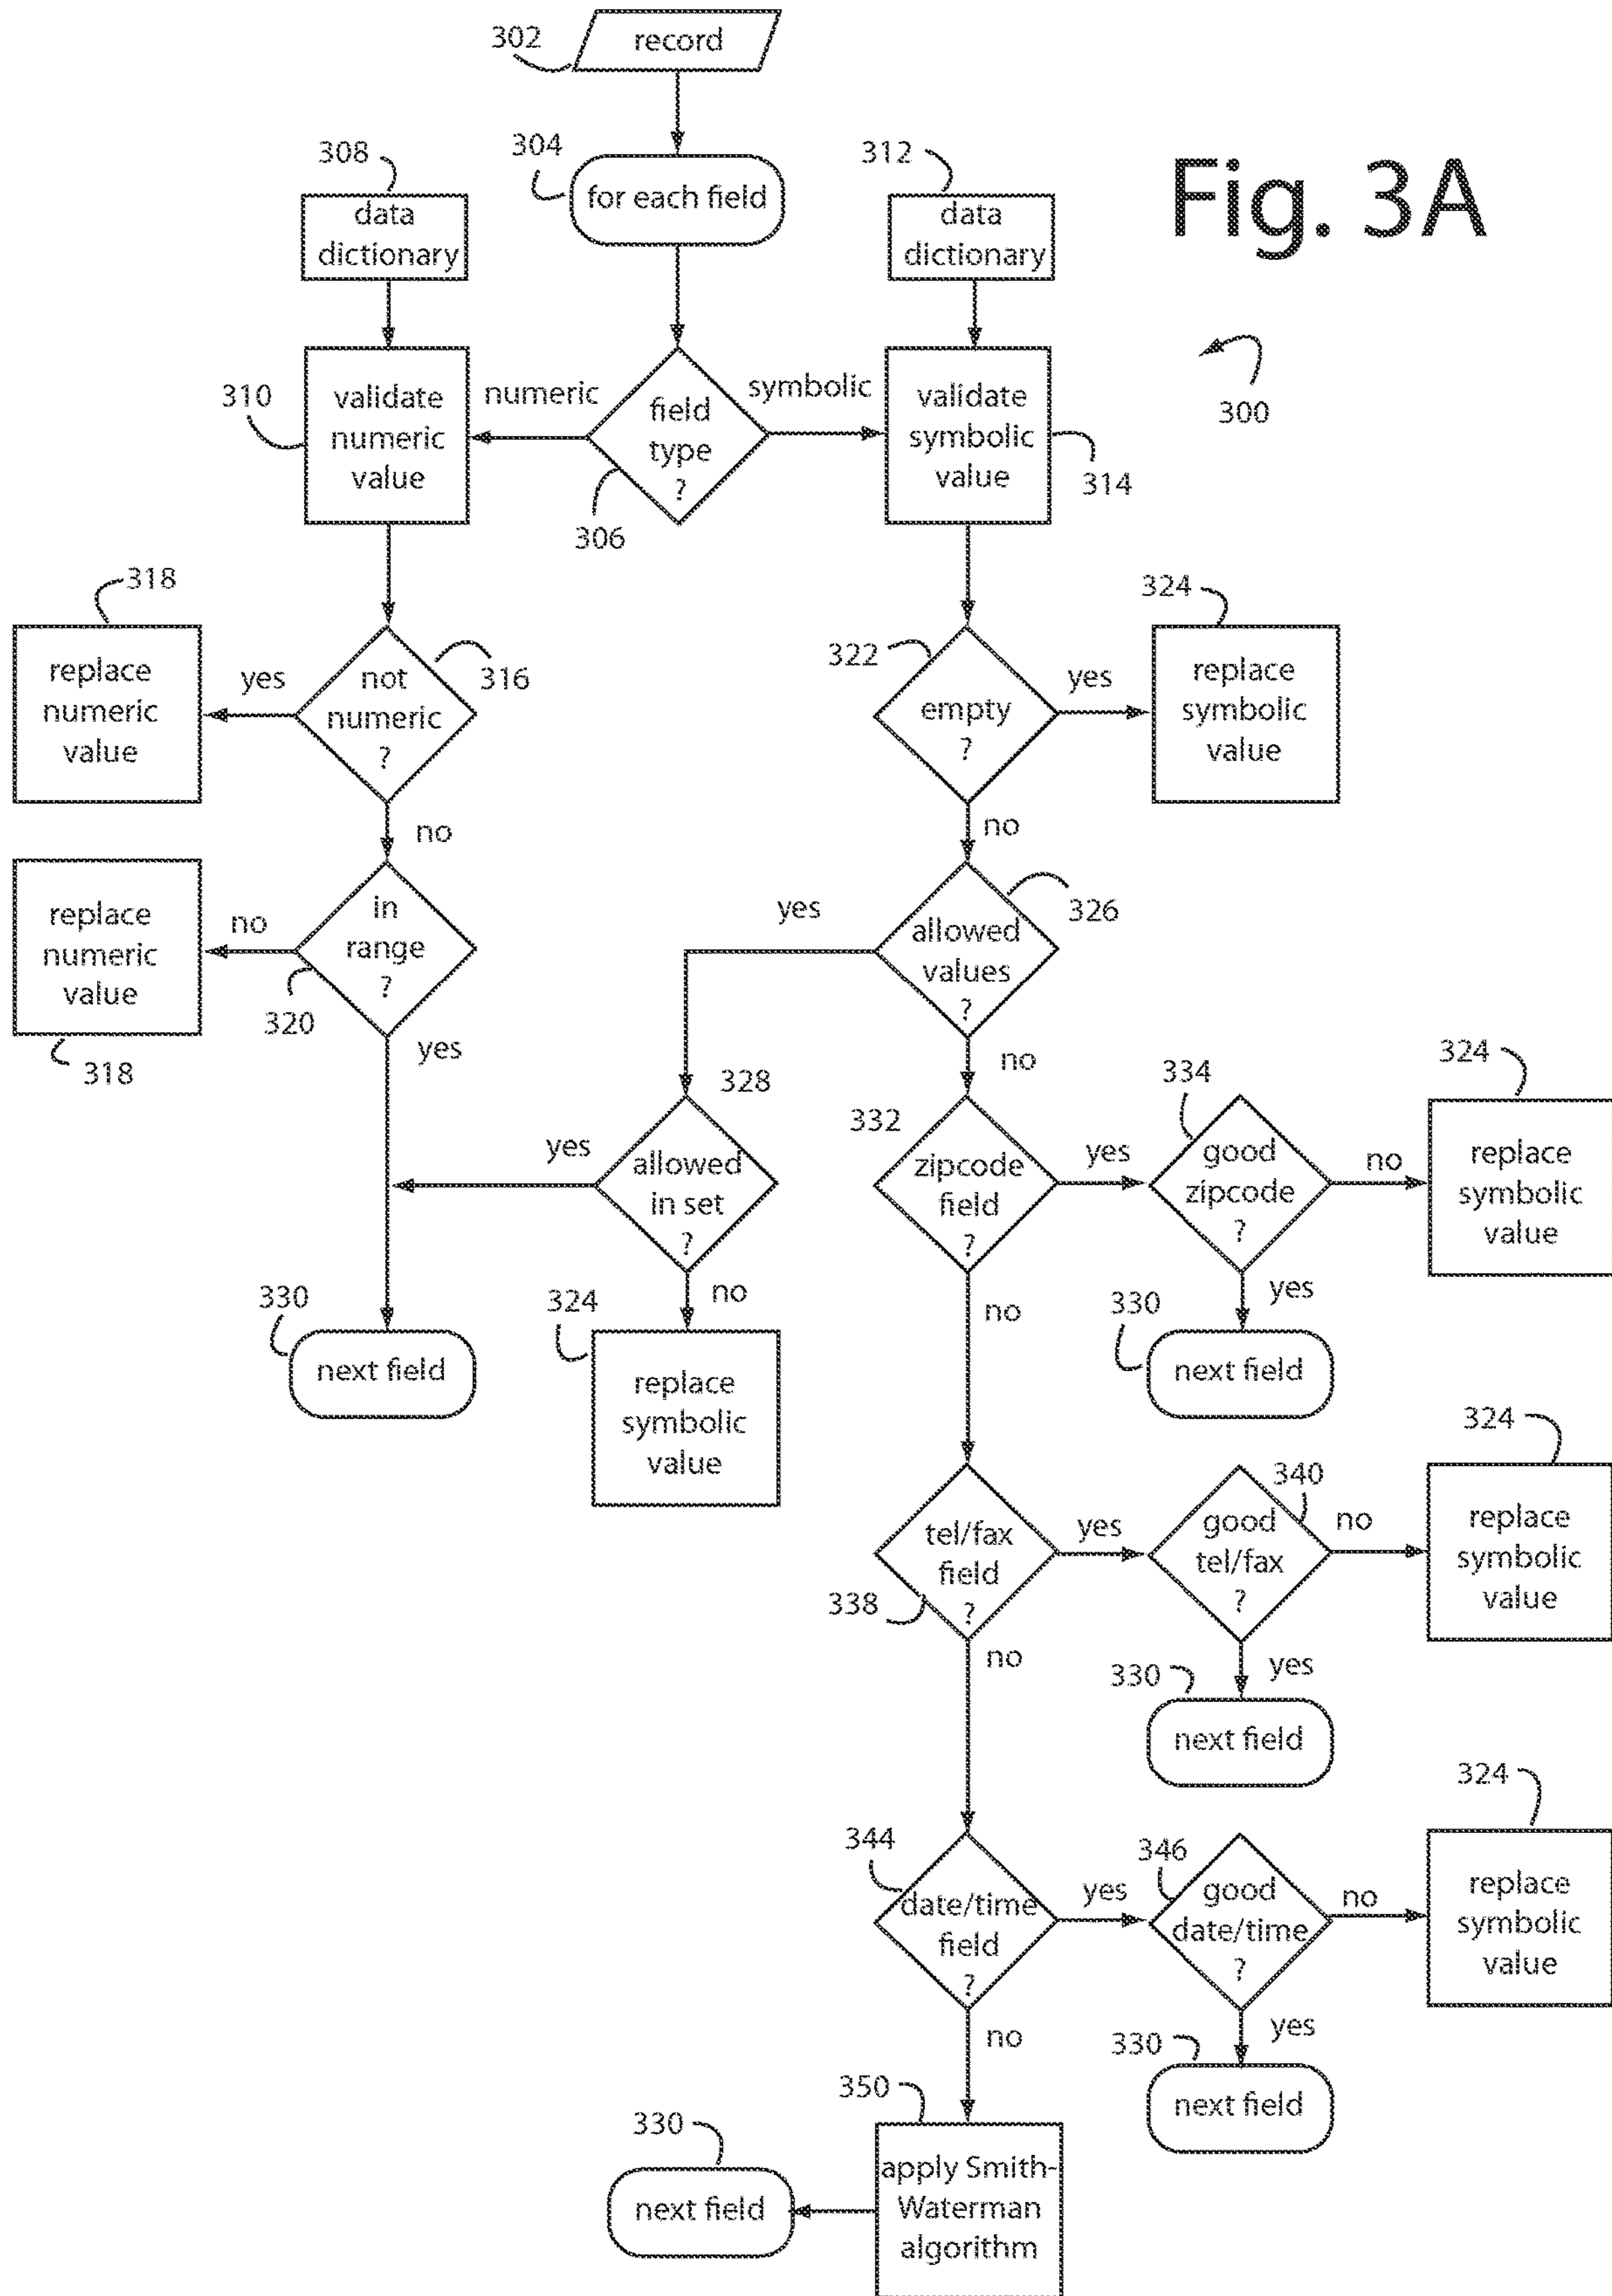 302
record
304
for each field
308
data
dictionary
312
data
dictionary
Fig. 3A
300
310
validate
numeric
value
numeric
field
type
?
306
symbolic
validate
symbolic
value
314
318
replace
numeric
value
yes
not
numeric
?
316
no
322
empty
?
yes
324
replace
symbolic
value
no
replace
numeric
value
318
no
in
range
?
320
yes
yes
allowed
values
?
326
no
328
yes
allowed
in set
?
no
332
zipcode
field
?
yes
334
good
zipcode
?
no
324
replace
symbolic
value
no
yes
330
next field
324
replace
symbolic
value
330
next field
338
tel/fax
field
?
yes
340
good
tel/fax
?
no
324
replace
symbolic
value
no
yes
330
next field
344
date/time
field
?
yes
346
good
date/time
?
no
324
replace
symbolic
value
no
yes
330
next field
350
apply Smith-
Waterman
algorithm
330
next field